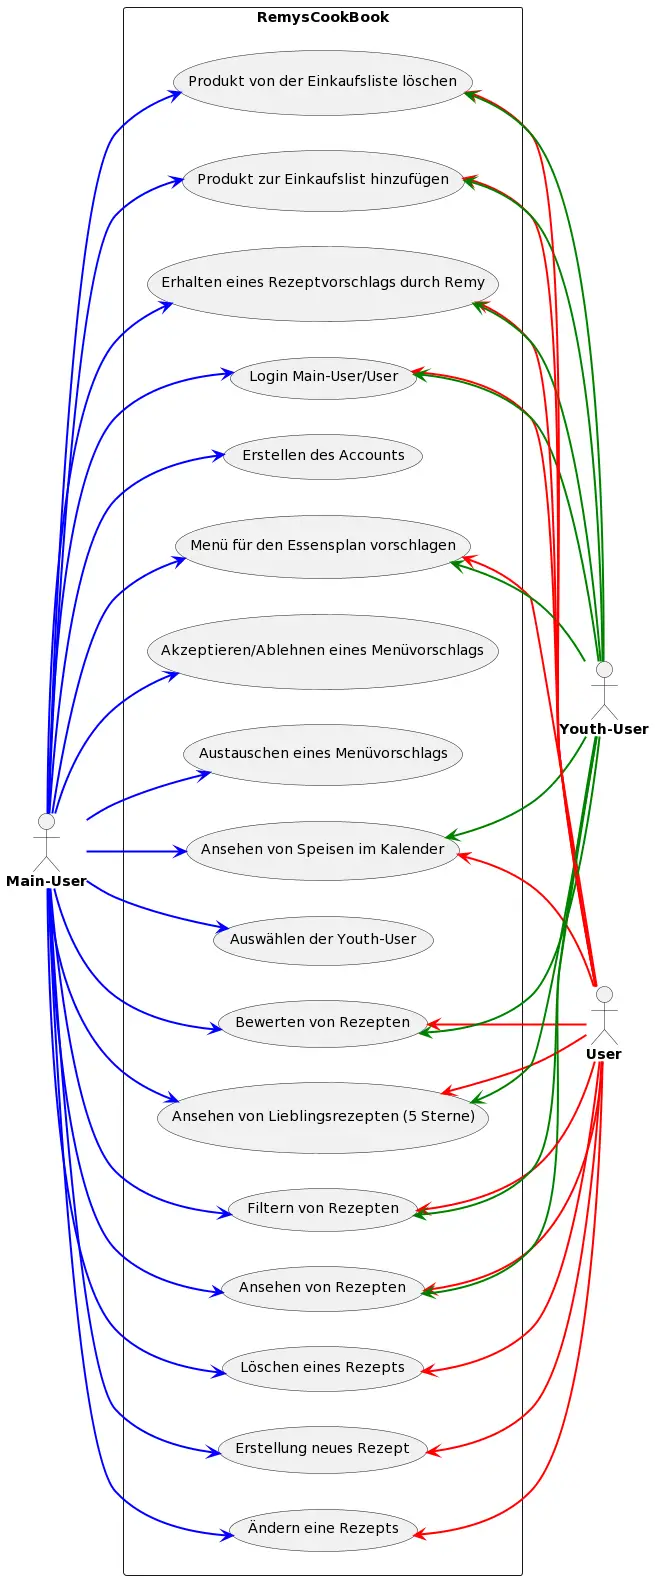 RemysCookBook
Produkt von der Einkaufsliste löschen
Produkt zur Einkaufslist hinzufügen
Erhalten eines Rezeptvorschlags durch Remy
Login Main-User/User
Erstellen des Accounts
Menü für den Essensplan vorschlagen
Akzeptieren/Ablehnen eines Menüvorschlags
Youth-User
Austauschen eines Menüvorschlags
Ansehen von Speisen im Kalender
Main-User
Auswählen der Youth-User
Bewerten von Rezepten
User
Ansehen von Lieblingsrezepten (5 Sterne)
Filtern von Rezepten
Ansehen von Rezepten
Löschen eines Rezepts
Erstellung neues Rezept
Ändern eine Rezepts